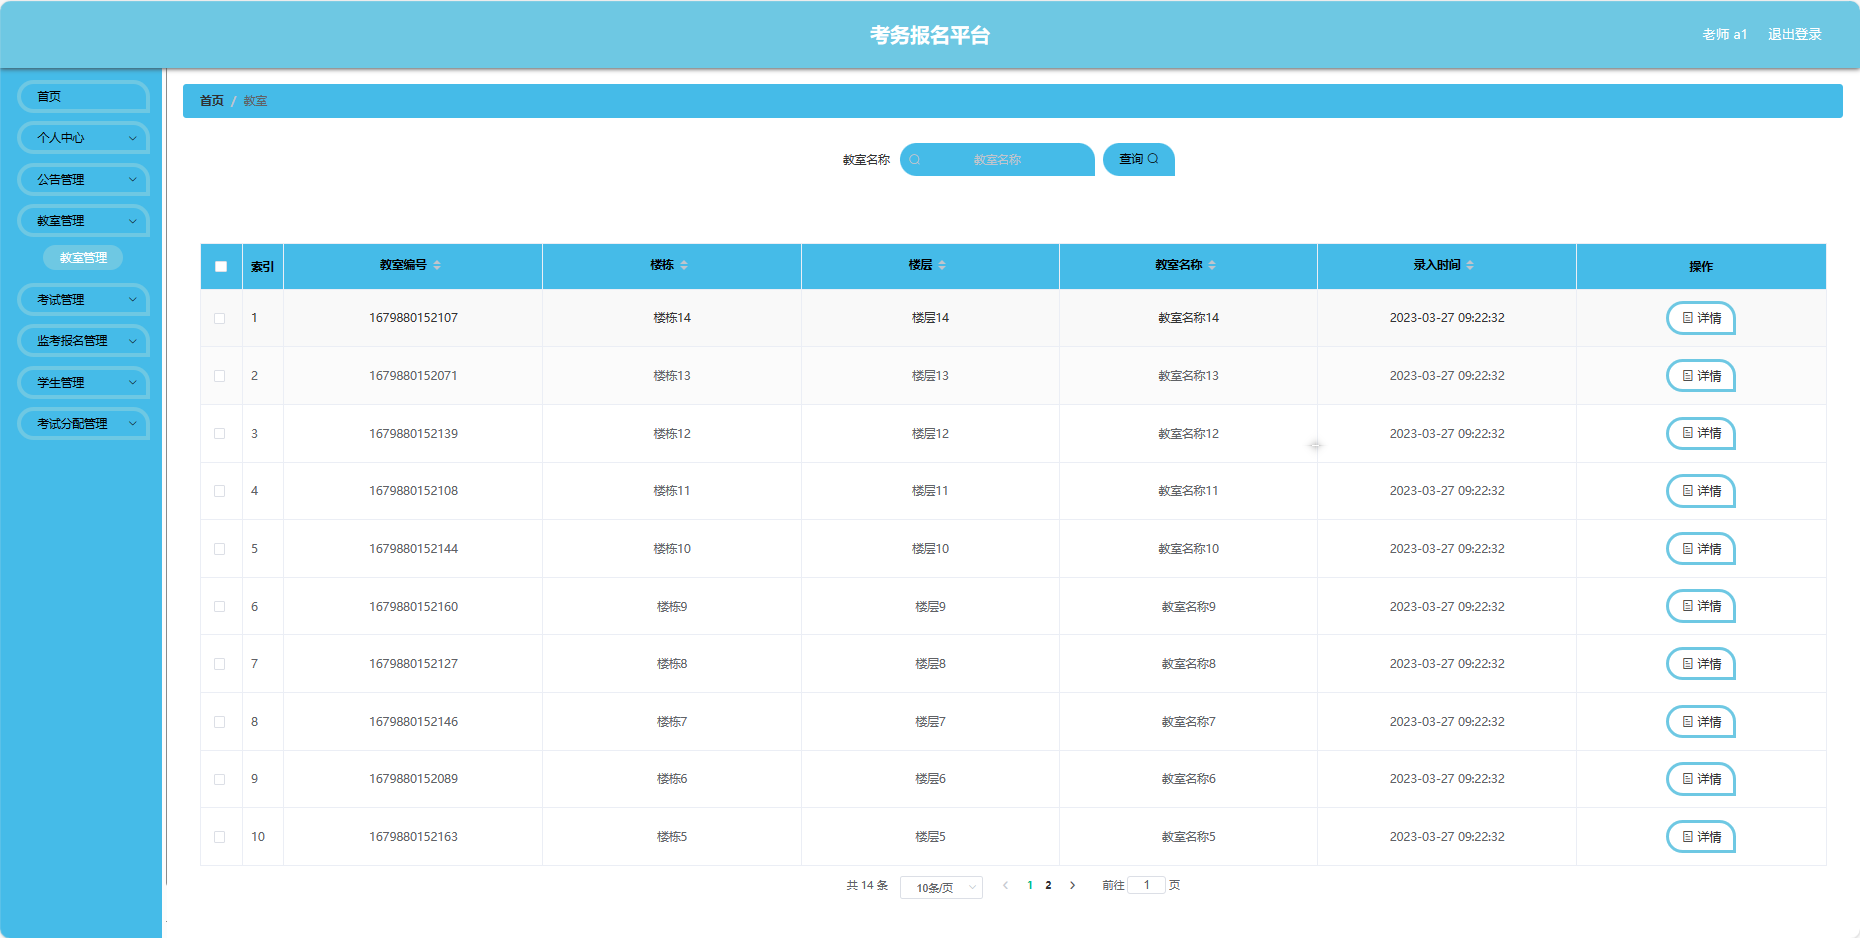 考务报名平台
老师 a1 退出登录
首页
个人中心
公告管理
教室管理
教室管理
考试管理
监考报名管理
学生管理
考试分配管理
首页 / 教室
教室名称 教室名称 查询
索引 教室编号 楼栋 楼层 教室名称 录入时间 操作
1 1679880152107 楼栋14 楼层14 教室名称14 2023-03-27 09:22:32 详情
2 1679880152071 楼栋13 楼层13 教室名称13 2023-03-27 09:22:32 详情
3 1679880152139 楼栋12 楼层12 教室名称12 2023-03-27 09:22:32 详情
4 1679880152108 楼栋11 楼层11 教室名称11 2023-03-27 09:22:32 详情
5 1679880152144 楼栋10 楼层10 教室名称10 2023-03-27 09:22:32 详情
6 1679880152160 楼栋9 楼层9 教室名称9 2023-03-27 09:22:32 详情
7 1679880152127 楼栋8 楼层8 教室名称8 2023-03-27 09:22:32 详情
8 1679880152146 楼栋7 楼层7 教室名称7 2023-03-27 09:22:32 详情
9 1679880152089 楼栋6 楼层6 教室名称6 2023-03-27 09:22:32 详情
10 1679880152163 楼栋5 楼层5 教室名称5 2023-03-27 09:22:32 详情
共 14 条 10条/页 1 2 前往 1 页